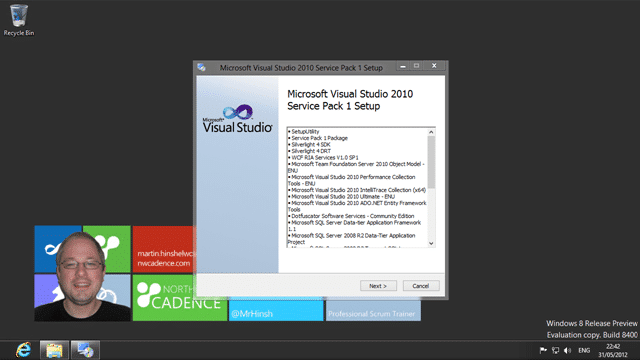 Recycle Bin
Microsoft Visual Studio 2010 Service Pack 1 Setup
Microsoft®
Visual Studio®
Microsoft Visual Studio 2010
Service Pack 1 Setup
• SetupUtility
• Service Pack 1 Package
• Silverlight 4 SDK
• Silverlight 4 DRT
• WCF RIA Services V1.0 SP1
• Microsoft Team Foundation Server 2010 Object Model -
ENU
• Microsoft Visual Studio 2010 Performance Collection
Tools - ENU
• Microsoft Visual Studio 2010 IntelliTrace Collection (x64)
• Microsoft Visual Studio 2010 Ultimate - ENU
• Microsoft Visual Studio 2010 ADO.NET Entity Framework
Tools
• Dotfuscator Software Services - Community Edition
• Microsoft SQL Server Data-tier Application Framework
1.1
• Microsoft SQL Server 2008 R2 Data-Tier Application
Project
Next >
Cancel
martin.hinshelwo
nwcadence.com
NORTH
CADENCE
@MrHinsh
Professional Scrum Trainer
Windows 8 Release Preview
Evaluation copy. Build 8400
ENG
22:42
31/05/2012